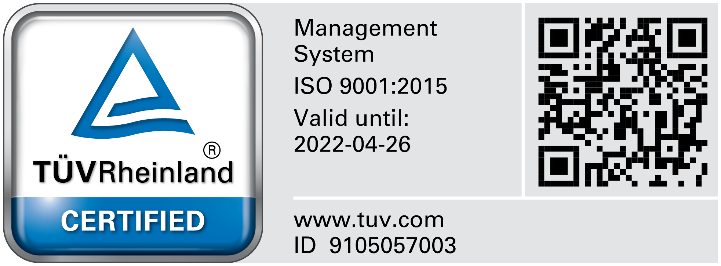 TÜVRheinland®
CERTIFIED
Management
System
ISO 9001:2015
Valid until:
2022-04-26
www.tuv.com
ID 9105057003